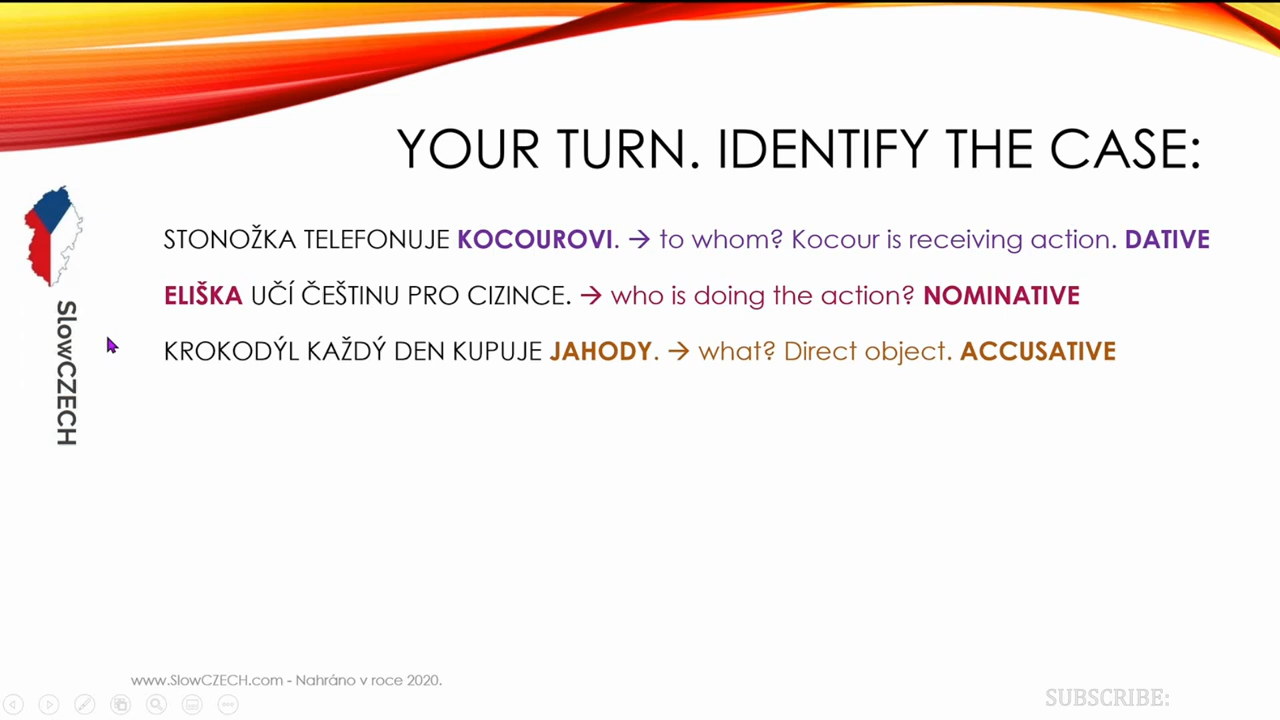 YOUR TURN. IDENTIFY THE CASE:
STONOŽKA TELEFONUJE KOCOUROVI. → to whom? Kocour is receiving action. DATIVE
ELIŠKA UČÍ ČEŠTINU PRO CIZINCE. → who is doing the action? NOMINATIVE
KROKODÝL KAŽDÝ DEN KUPUJE JAHODY. → what? Direct object. ACCUSATIVE
SlowCZECH
www.SlowCZECH.com - Nahráno v roce 2020.
SUBSCRIBE: